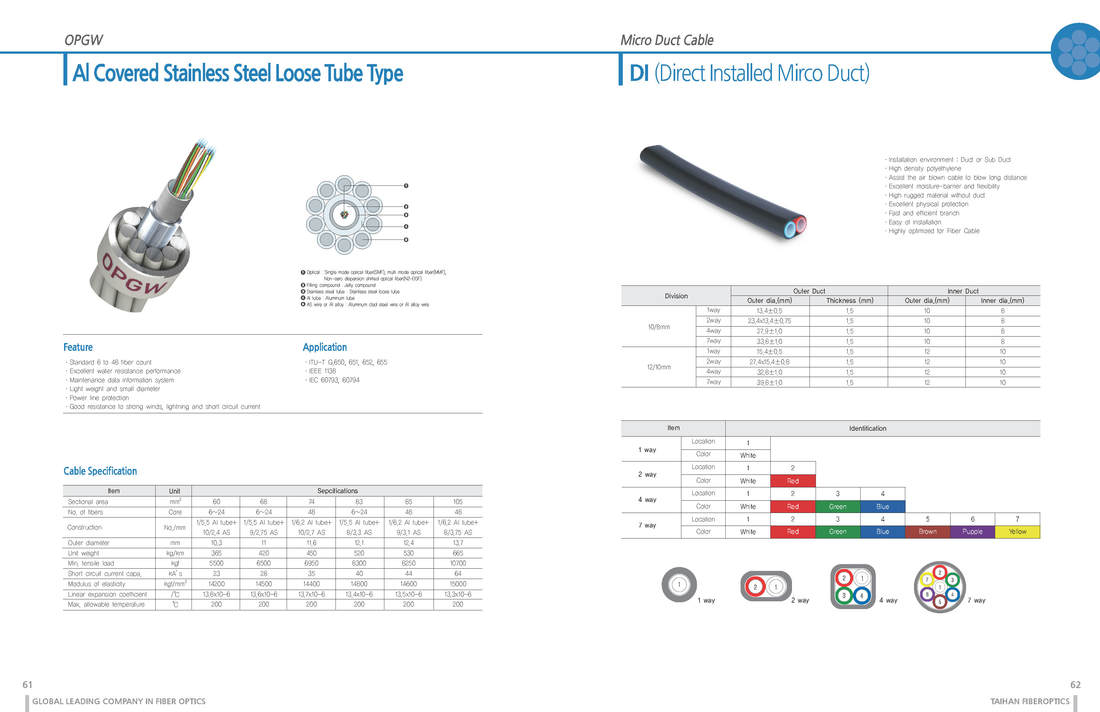 OPGW
Al Covered Stainless Steel Loose Tube Type
OPGW
❶ Optical : Single mode optical fiber(SMF), multi mode optical fiber(MMF),
Non-zero dispersion shifted optical fiber(NZ-DSF)
❷ Filling compound : Jelly compound
❸ Stainless steel tube : Stainless steel loose tube
❹ Al tube : Aluminum tube
❺ AS wire or Al alloy : Aluminum clad steel wire or Al alloy wire
Feature
· Standard 6 to 48 fiber count
· Excellent water resistance performance
· Maintenance data information system
· Light weight and small diameter
· Power line protection
· Good resistance to strong winds, lightning and short circuit current
Application
· ITU-T G.650, 651, 652, 655
· IEEE 1138
· IEC 60793, 60794
Cable Specification
Item Unit Sepcifications
Sectional area mm² 60 68 74 83 85 105
No. of fibers Core 6~24 6~24 48 6~24 48 48
Construction No./mm 1/5.5 Al tube+ 1/5.5 Al tube+ 1/6.2 Al tube+ 1/5.5 Al tube+ 1/6.2 Al tube+ 1/6.2 Al tube+
10/2.4 AS 9/2.75 AS 10/2.7 AS 8/3.3 AS 9/3.1 AS 8/3.75 AS
Outer diameter mm 10.3 11 11.6 12.1 12.4 13.7
Unit weight kg/km 365 420 450 520 530 665
Min. tensile load kgf 5500 6500 6950 8300 8250 10700
Short circuit current capa. KA² s 23 28 35 40 44 64
Modulus of elasticity kgf/mm² 14200 14500 14400 14800 14600 15000
Linear expansion coefficient /℃ 13.8x10-6 13.6x10-6 13.7x10-6 13.4x10-6 13.5x10-6 13.3x10-6
Max. allowable temperature ℃ 200 200 200 200 200 200
61
GLOBAL LEADING COMPANY IN FIBER OPTICS
Micro Duct Cable
DI (Direct Installed Mirco Duct)
· Installation environment : Duct or Sub Duct
· High density polyethylene
· Assist the air blown cable to blow long distance
· Excellent moisture-barrier and flexibility
· High rugged material without duct
· Excellent physical protection
· Fast and efficient branch
· Easy of installation
· Highly optimized for Fiber Cable
Division Outer Duct Inner Duct
Outer dia.(mm) Thickness (mm) Outer dia.(mm) Inner dia.(mm)
10/8mm
1way 13.4±0.5 1.5 10 8
2way 23.4x13.4±0.75 1.5 10 8
4way 27.9±1.0 1.5 10 8
7way 33.6±1.0 1.5 10 8
12/10mm
1way 15.4±0.5 1.5 12 10
2way 27.4x15.4±0.8 1.5 12 10
4way 32.8±1.0 1.5 12 10
7way 39.6±1.0 1.5 12 10
Item Identification
1 way Location 1
Color White
2 way Location 1 2
Color White Red
4 way Location 1 2 3 4
Color White Red Green Blue
7 way Location 1 2 3 4 5 6 7
Color White Red Green Blue Brown Pupple Yellow
1 1 way
2 1 2 way
2 1 3 4 4 way
2 7 3 1 6 4 5 7 way
62
TAIHAN FIBEROPTICS